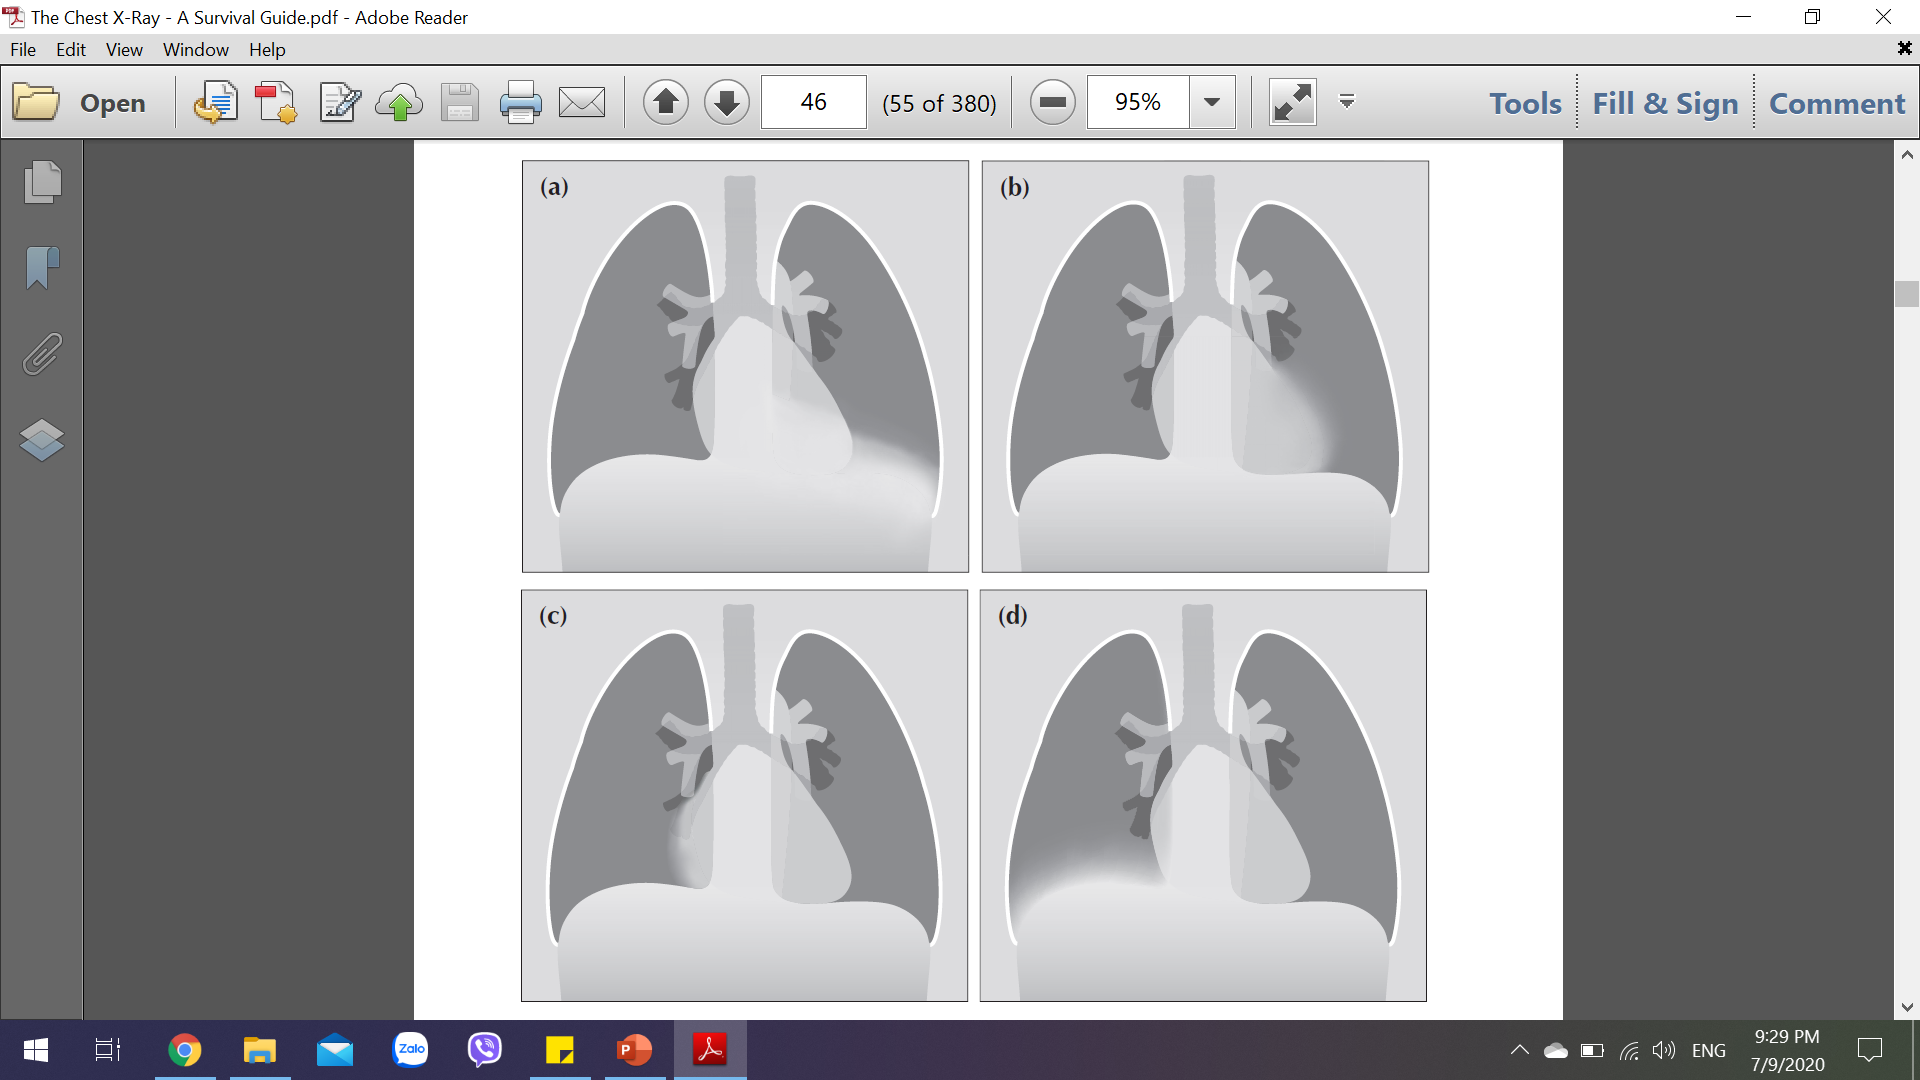 The Chest X-Ray - A Survival Guide.pdf - Adobe Reader
File Edit View Window Help
Open 46 (55 of 380) 95% Tools Fill & Sign Comment
(a) (b)
(c) (d)
Zalo
P
ENG
9:29 PM
7/9/2020